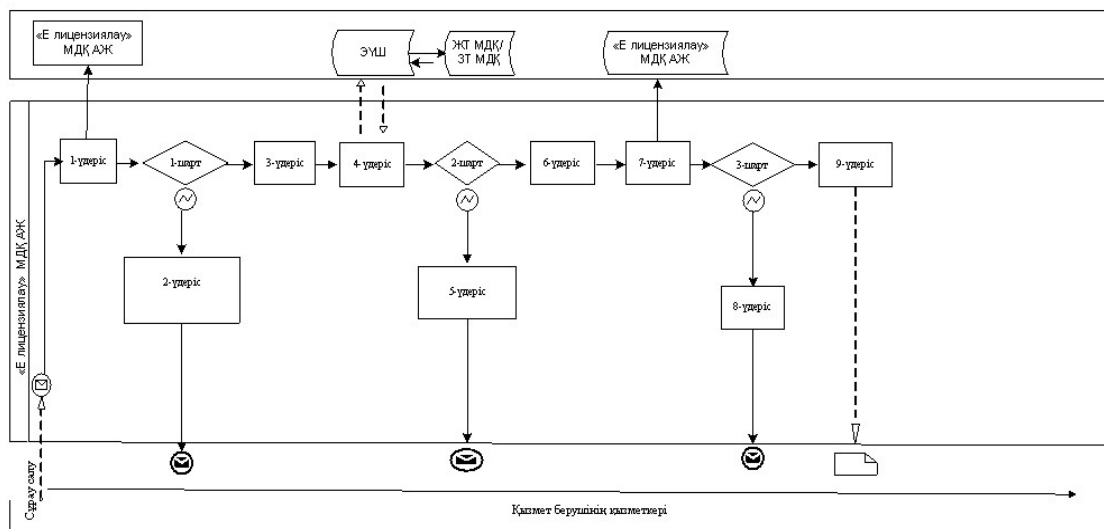 «Е лицензиялау»
МДҚ АЖ
ЭҮШ
ЖТ МДҚ/
ЗТ МДҚ
«Е лицензиялау»
МДҚ АЖ
«Е лицензиялау» МДҚ АЖ
1-үдеріс
1-шарт
3-үдеріс
4-үдеріс
2-шарт
6-үдеріс
7-үдеріс
3-шарт
9-үдеріс
2-үдеріс
5-үдеріс
8-үдеріс
Сұрау салу
Қызмет берушінің қызметкері